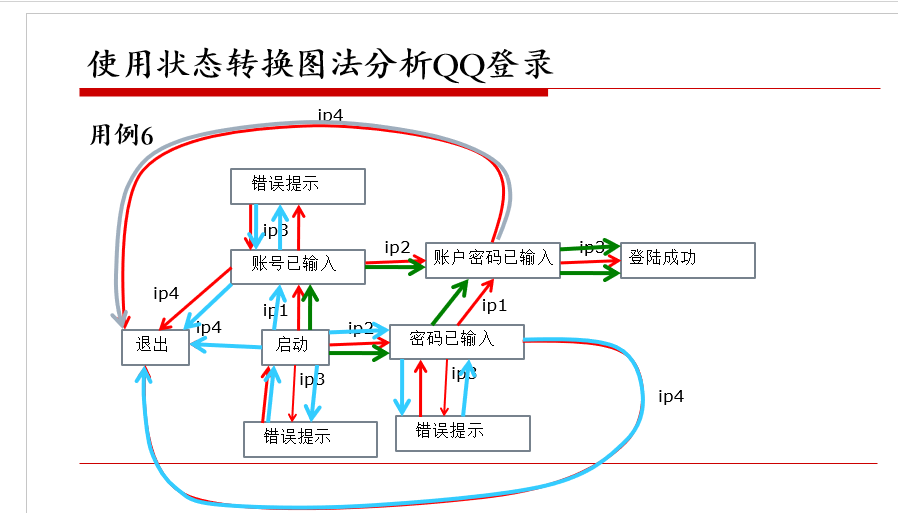 使用状态转换图法分析QQ登录
ip4
用例6
错误提示
ip3
账号已输入
ip2
账户密码已输入
ip3
登陆成功
ip4
ip1
ip1
ip4
ip2
退出
启动
密码已输入
ip3
ip3
ip4
错误提示
错误提示